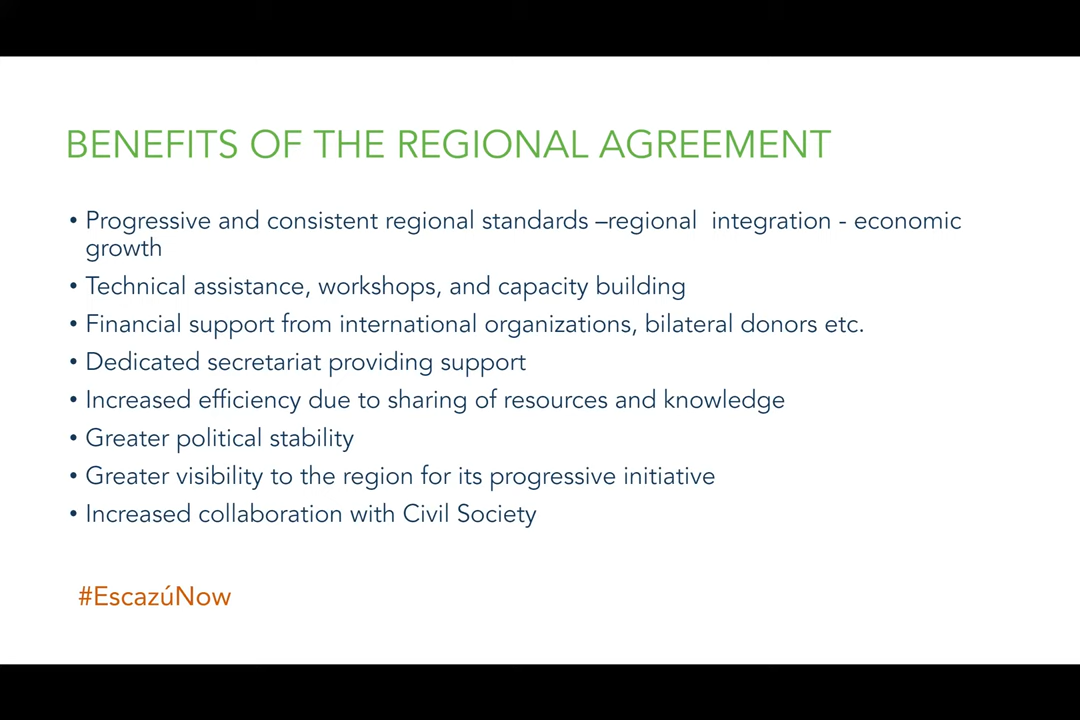 BENEFITS OF THE REGIONAL AGREEMENT
• Progressive and consistent regional standards –regional  integration - economic
growth
• Technical assistance, workshops, and capacity building
• Financial support from international organizations, bilateral donors etc.
• Dedicated secretariat providing support
• Increased efficiency due to sharing of resources and knowledge
• Greater political stability
• Greater visibility to the region for its progressive initiative
• Increased collaboration with Civil Society
#EscazúNow